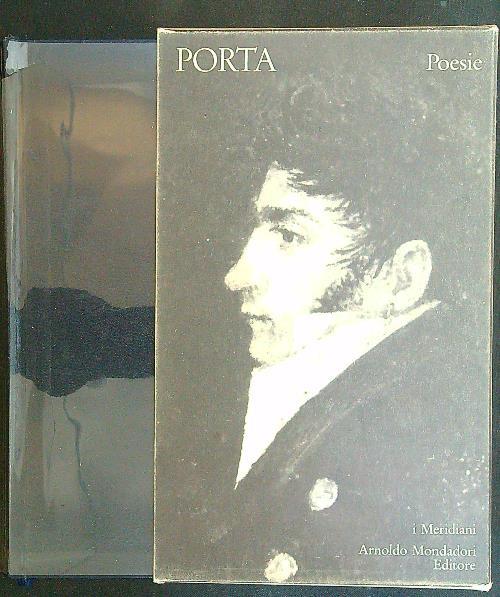 PORTA
Poesie
i Meridiani
Arnoldo Mondadori
Editore